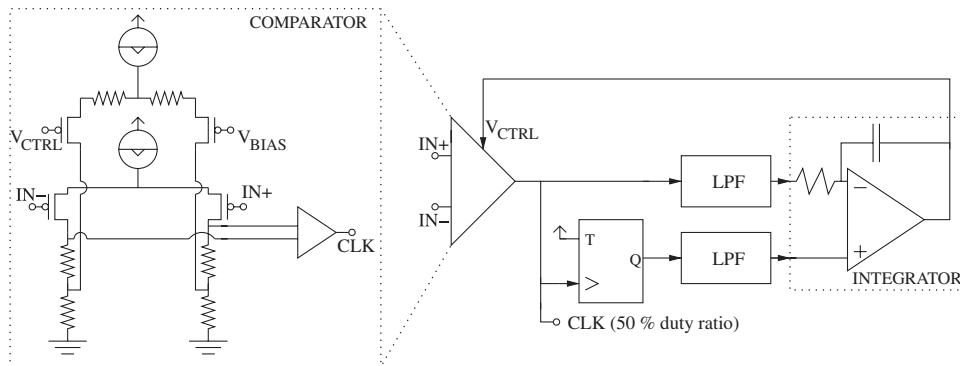 COMPARATOR
V_CTRL
V_BIAS
IN−
IN+
CLK
V_CTRL
IN+
IN−
LPF
T
Q
>
LPF
−
+
INTEGRATOR
CLK (50 % duty ratio)